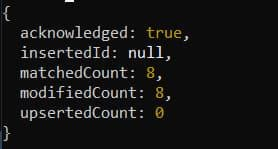 {
  acknowledged: true,
  insertedId: null,
  matchedCount: 8,
  modifiedCount: 8,
  upsertedCount: 0
}